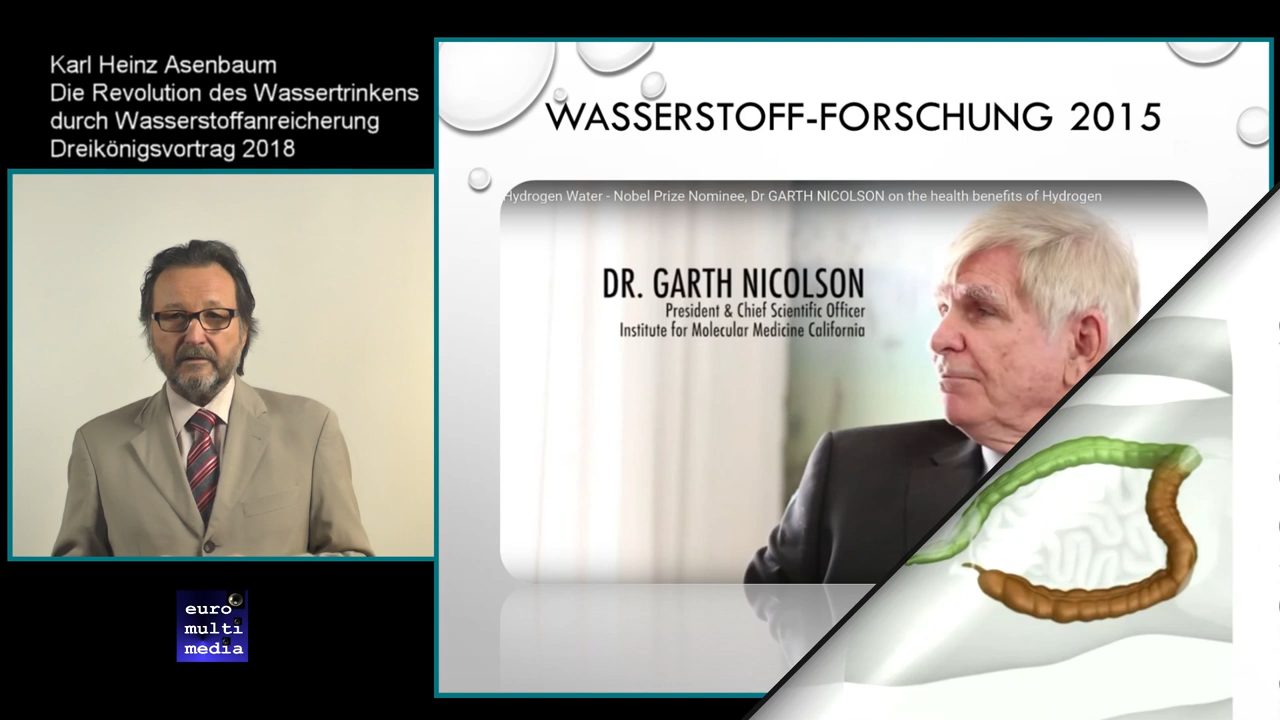 Karl Heinz Asenbaum
Die Revolution des Wassertrinkens
durch Wasserstoffanreicherung
Dreikönigsvortrag 2018
WASSERSTOFF-FORSCHUNG 2015
Hydrogen Water - Nobel Prize Nominee, Dr GARTH NICOLSON on the health benefits of Hydrogen
DR. GARTH NICOLSON
President & Chief Scientific Officer
Institute for Molecular Medicine California
euro
multi
media